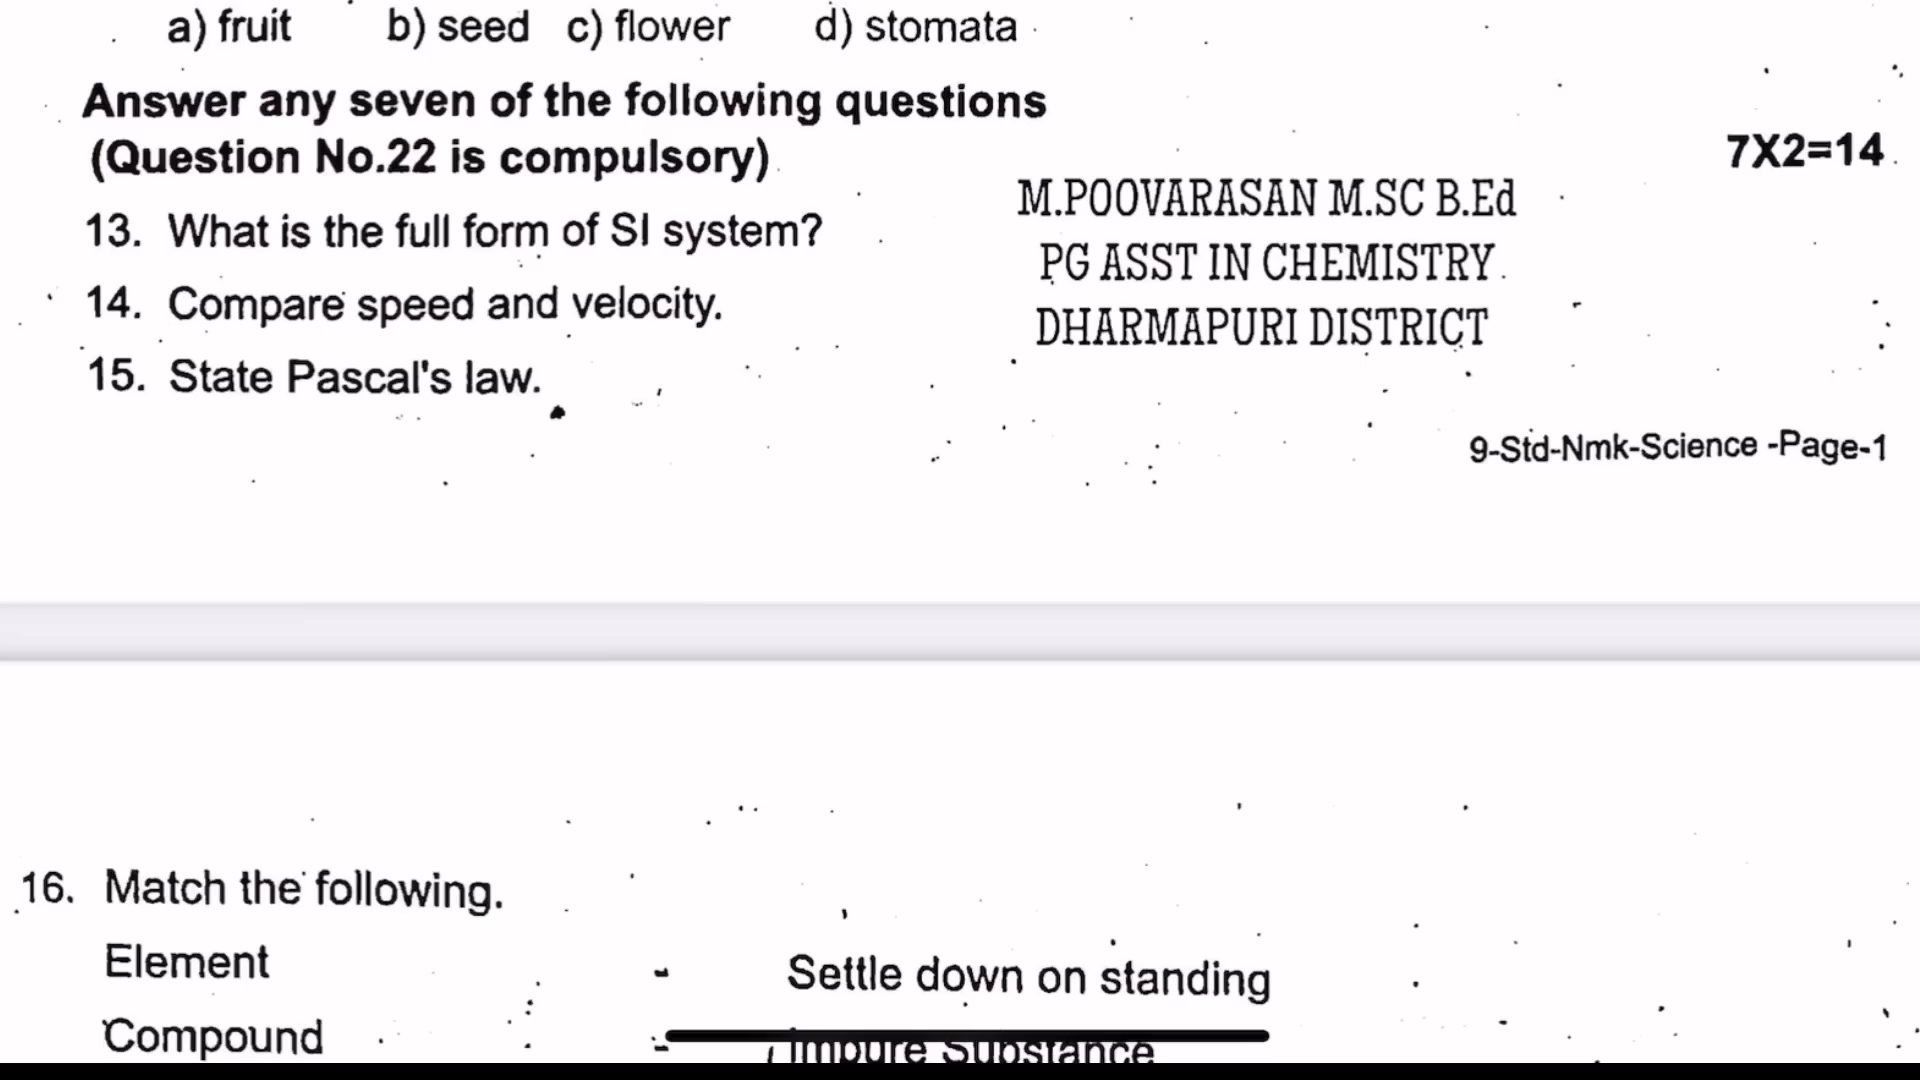 a) fruit b) seed c) flower d) stomata
Answer any seven of the following questions
(Question No.22 is compulsory)
7X2=14
M.POOVARASAN M.SC B.Ed
PG ASST IN CHEMISTRY
DHARMAPURI DISTRICT
13. What is the full form of SI system?
14. Compare speed and velocity.
15. State Pascal's law.
9-Std-Nmk-Science -Page-1
16. Match the following.
Element - Settle down on standing
Compound - Impure Substance